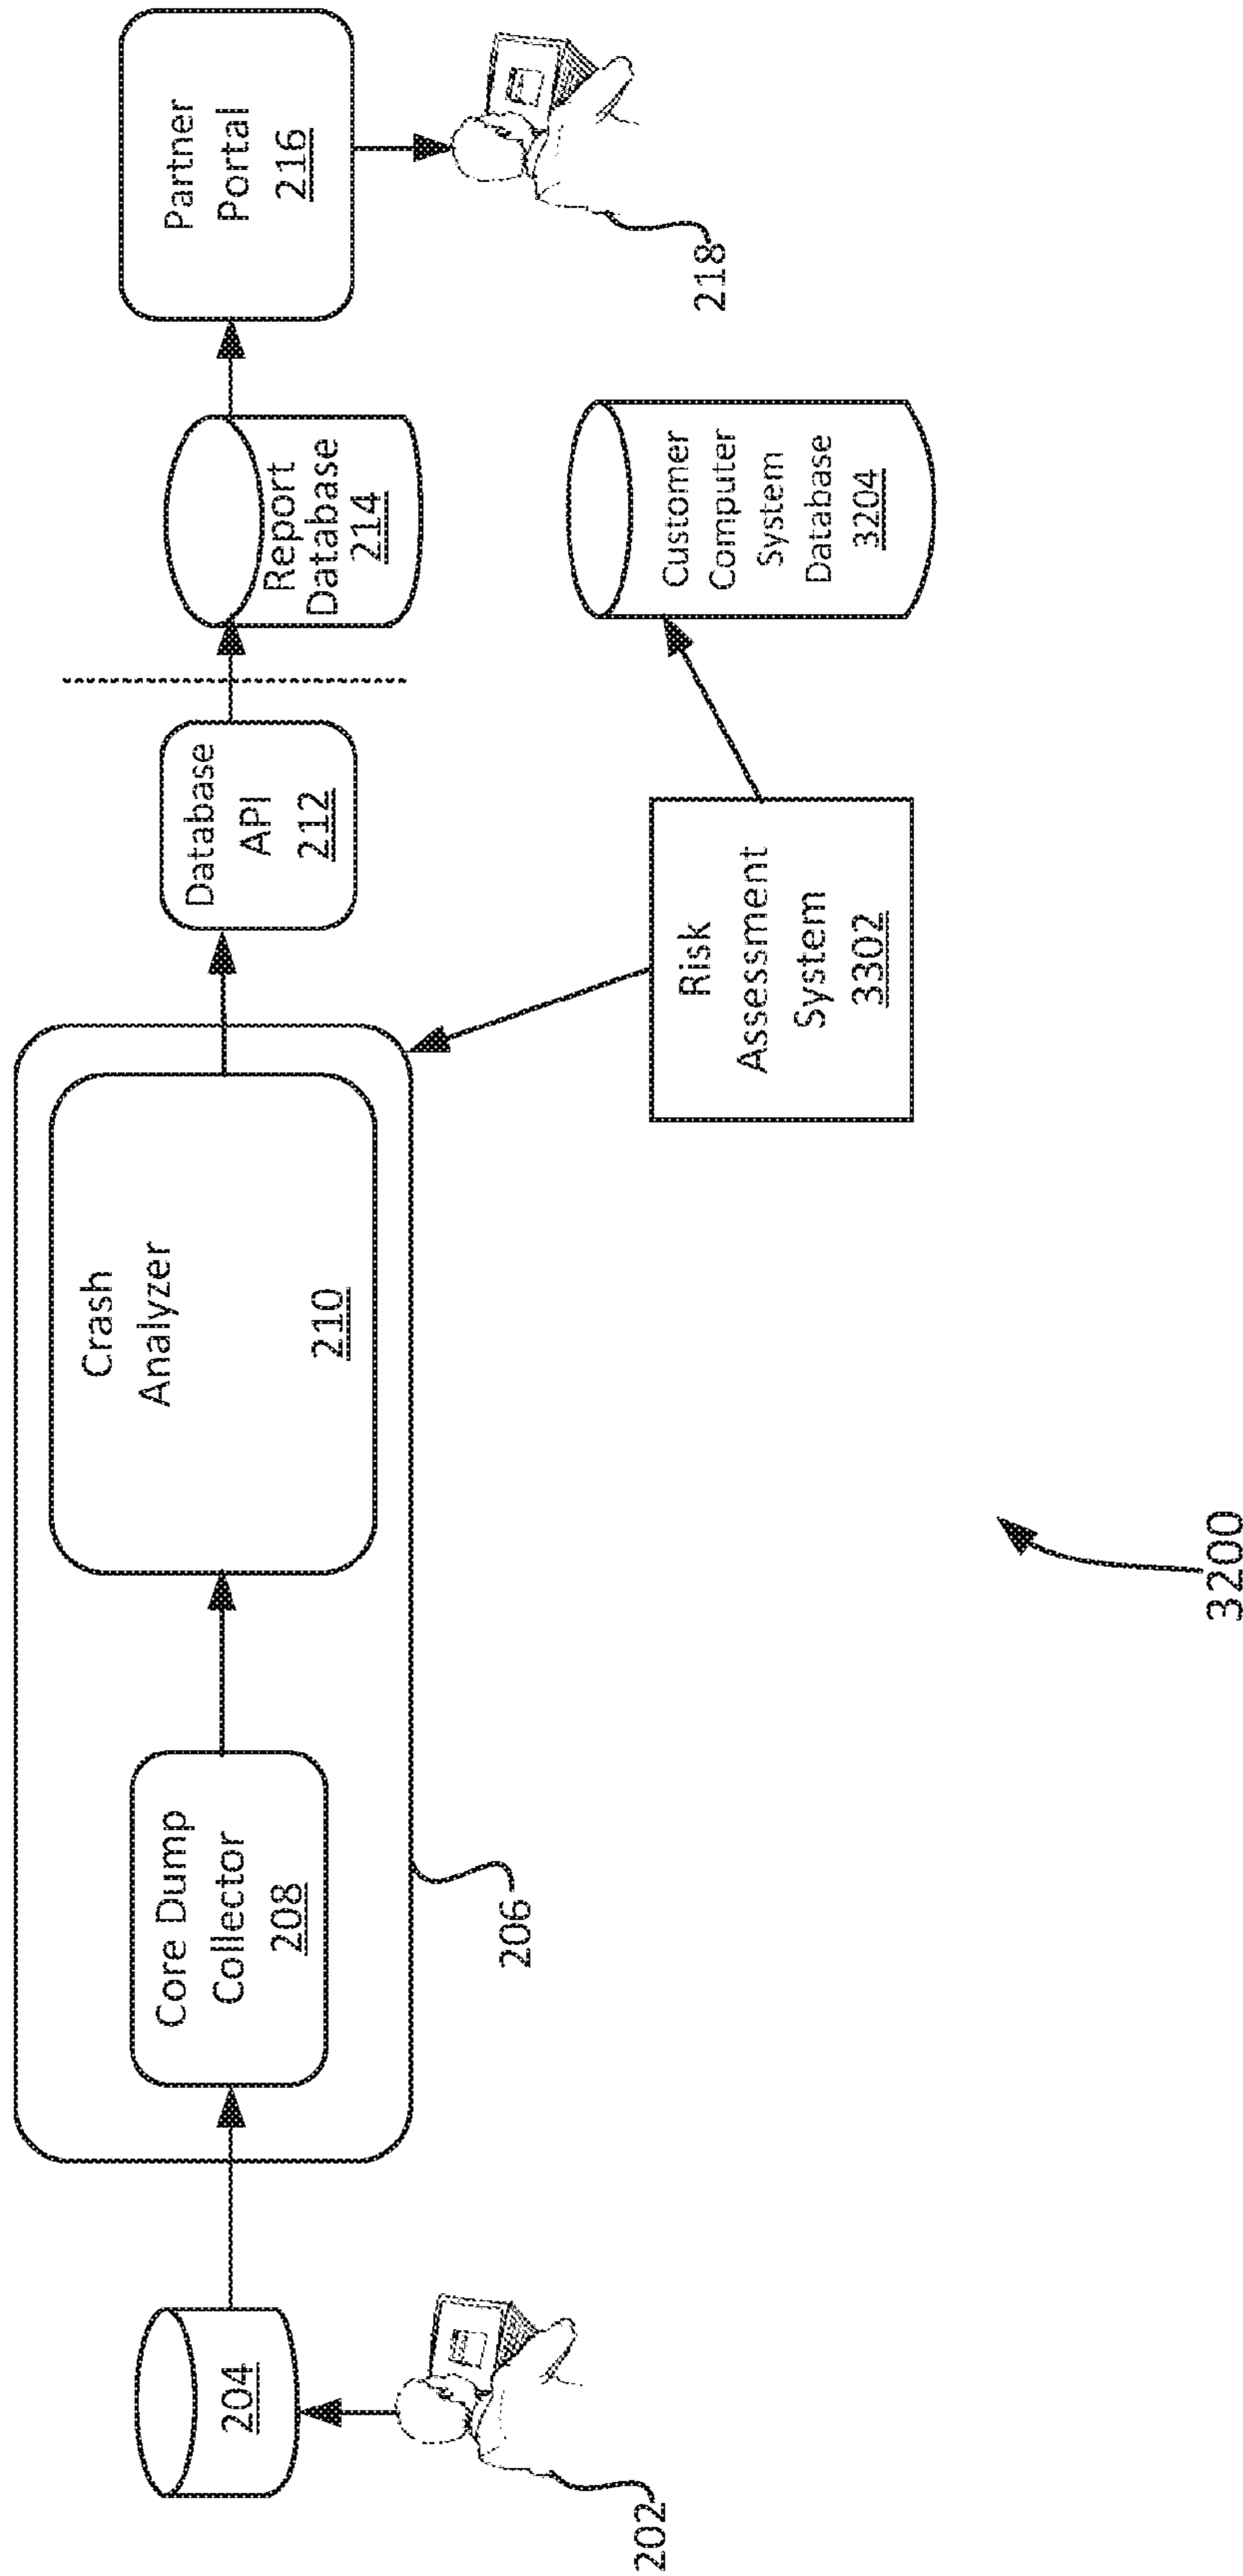 202
204
206
Core Dump
Collector
208
Crash
Analyzer
210
Database
API
212
Report
Database
214
Partner
Portal
216
218
Risk
Assessment
System
3302
Customer
Computer
System
Database
3204
3200